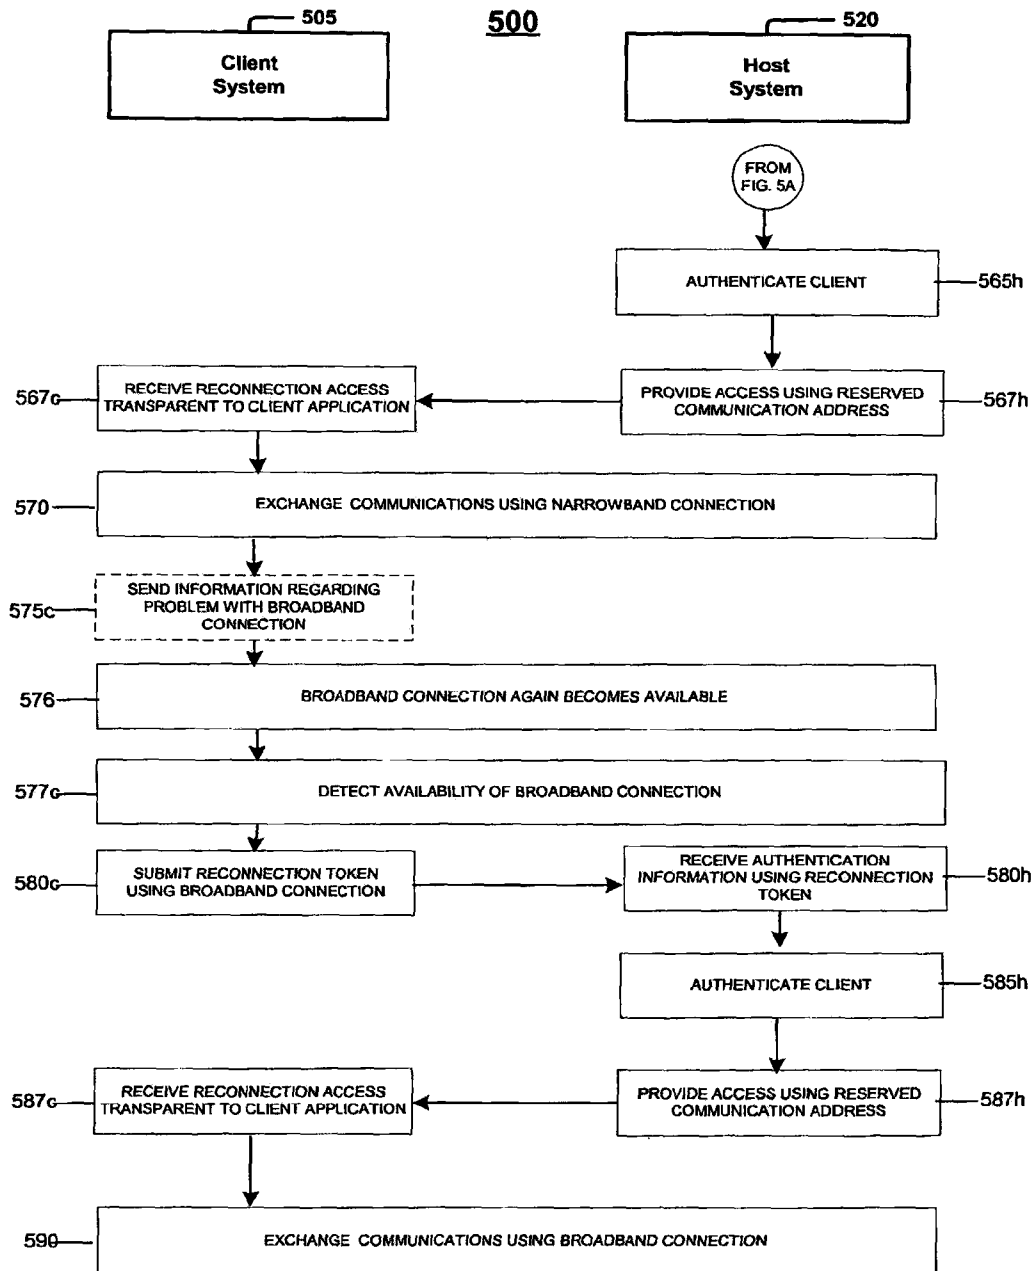 500
505
520
Client
System
Host
System
FROM
FIG. 5A
AUTHENTICATE CLIENT
565h
567c
RECEIVE RECONNECTION ACCESS
TRANSPARENT TO CLIENT APPLICATION
PROVIDE ACCESS USING RESERVED
COMMUNICATION ADDRESS
567h
570
EXCHANGE COMMUNICATIONS USING NARROWBAND CONNECTION
575c
SEND INFORMATION REGARDING
PROBLEM WITH BROADBAND
CONNECTION
576
BROADBAND CONNECTION AGAIN BECOMES AVAILABLE
577c
DETECT AVAILABILITY OF BROADBAND CONNECTION
580c
SUBMIT RECONNECTION TOKEN
USING BROADBAND CONNECTION
RECEIVE AUTHENTICATION
INFORMATION USING RECONNECTION
TOKEN
580h
AUTHENTICATE CLIENT
585h
587c
RECEIVE RECONNECTION ACCESS
TRANSPARENT TO CLIENT APPLICATION
PROVIDE ACCESS USING RESERVED
COMMUNICATION ADDRESS
587h
590
EXCHANGE COMMUNICATIONS USING BROADBAND CONNECTION